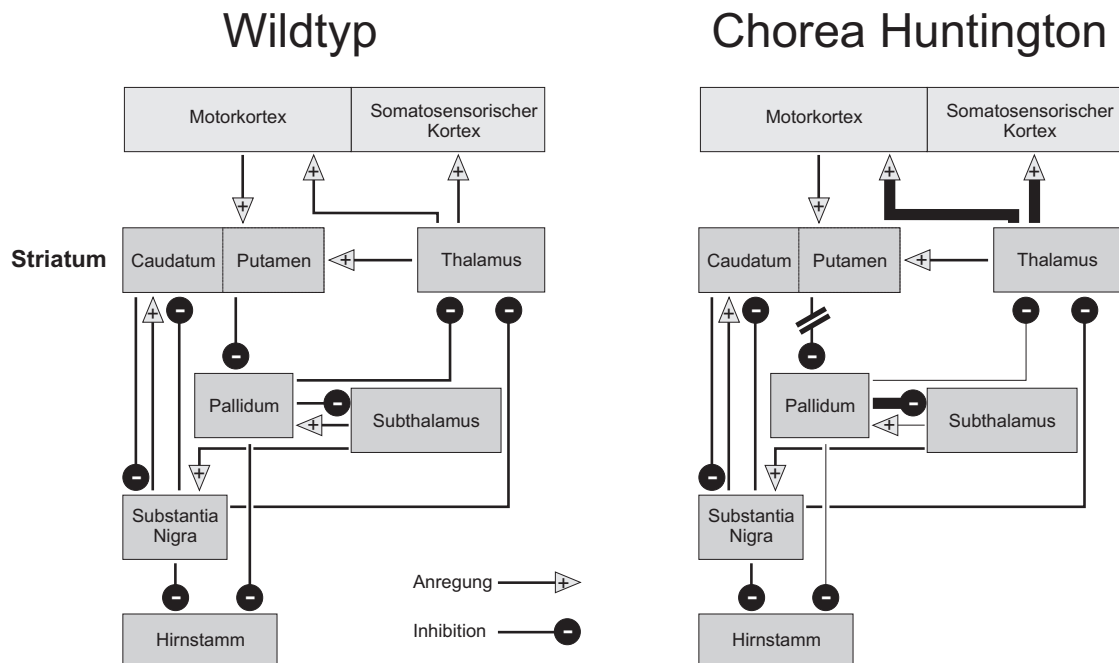 Wildtyp
Chorea Huntington
Motorkortex
Somatosensorischer
Kortex
+
+
+
Striatum
Caudatum
Putamen
+
Thalamus
+
-
-
-
-
Pallidum
-
+
Subthalamus
-
+
Substantia
Nigra
-
-
Hirnstamm
Anregung
+
Inhibition
-
Motorkortex
Somatosensorischer
Kortex
+
+
+
Caudatum
Putamen
+
Thalamus
+
-
-
-
-
Pallidum
-
+
Subthalamus
-
+
Substantia
Nigra
-
-
Hirnstamm